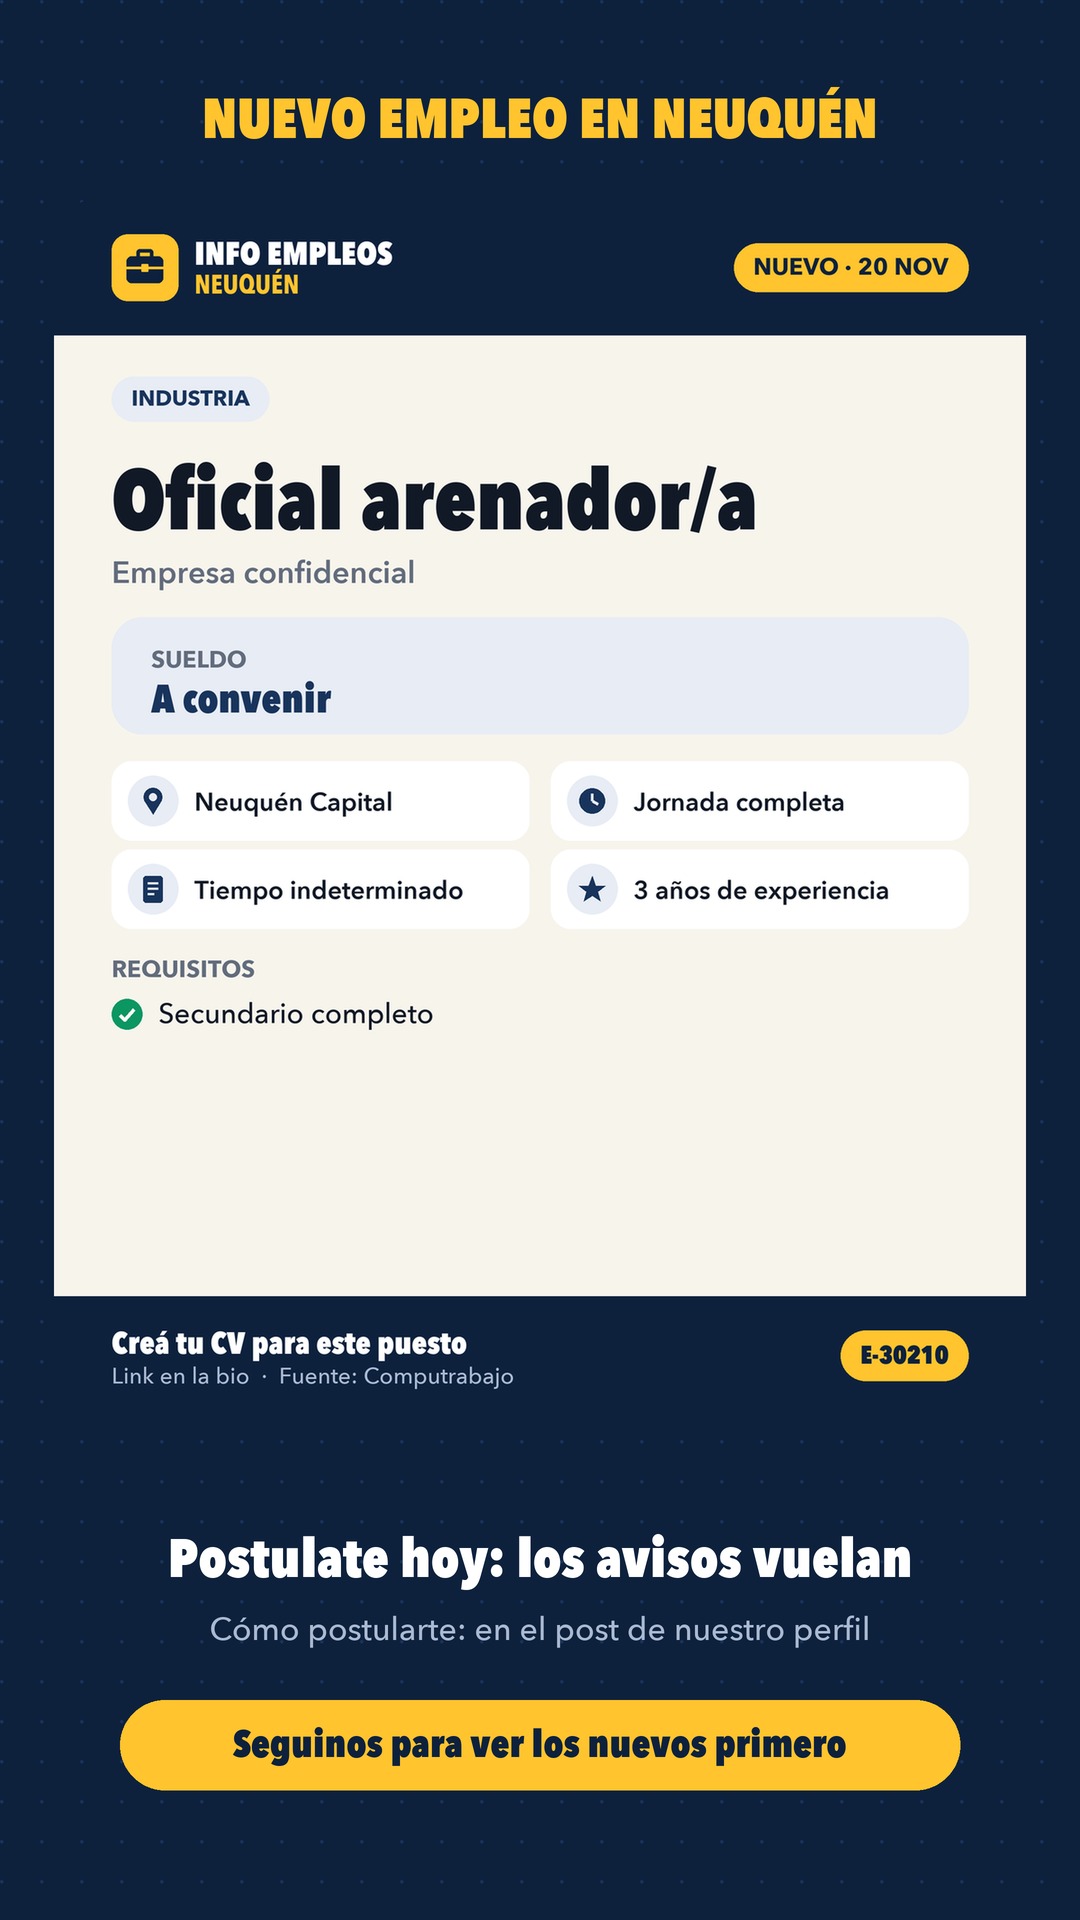 NUEVO EMPLEO EN NEUQUÉN
INFO EMPLEOS
NEUQUÉN
NUEVO · 20 NOV
INDUSTRIA
Oficial arenador/a
Empresa confidencial
SUELDO
A convenir
Neuquén Capital
Jornada completa
Tiempo indeterminado
3 años de experiencia
REQUISITOS
Secundario completo
Creá tu CV para este puesto
Link en la bio · Fuente: Computrabajo
E-30210
Postulate hoy: los avisos vuelan
Cómo postularte: en el post de nuestro perfil
Seguinos para ver los nuevos primero